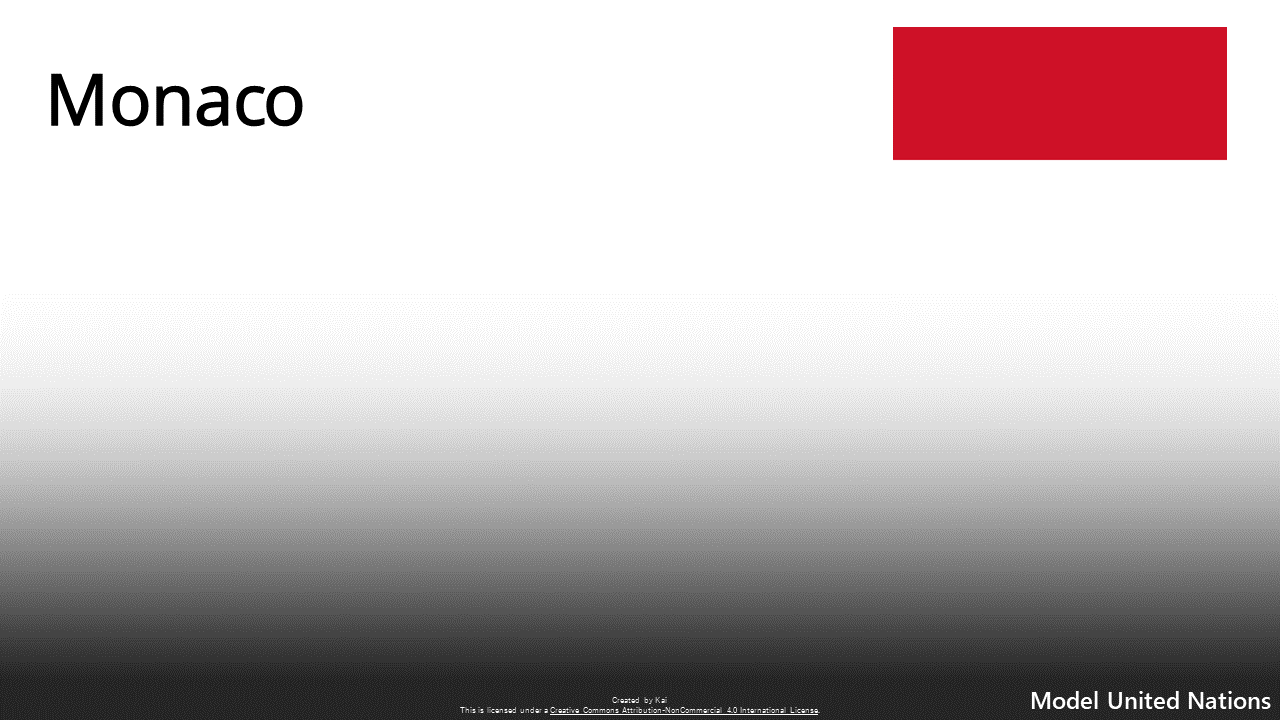 Monaco
Created by Kai
This is licensed under a Creative Commons Attribution-NonCommercial 4.0 International License.
Model United Nations